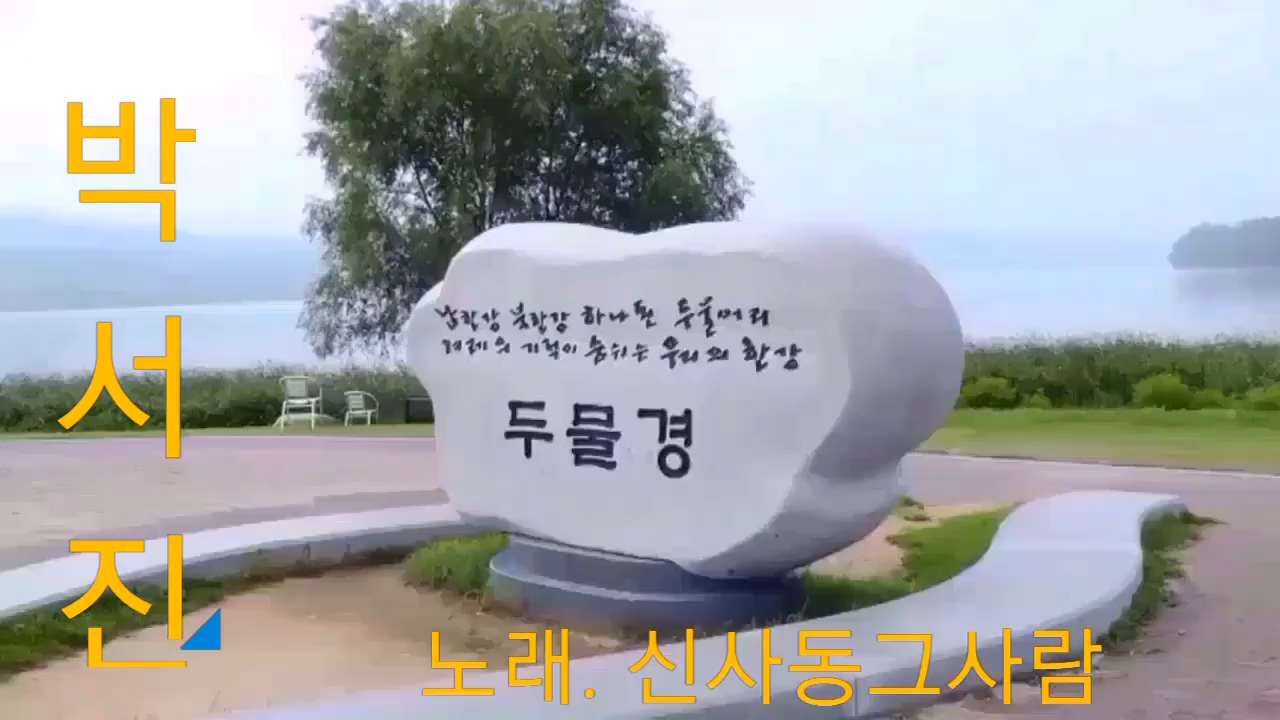 박서진
남한강 북한강 하나된 두물머리
겨레의 기적이 숨쉬는 우리의 한강
두물경
노래. 신사동그사람